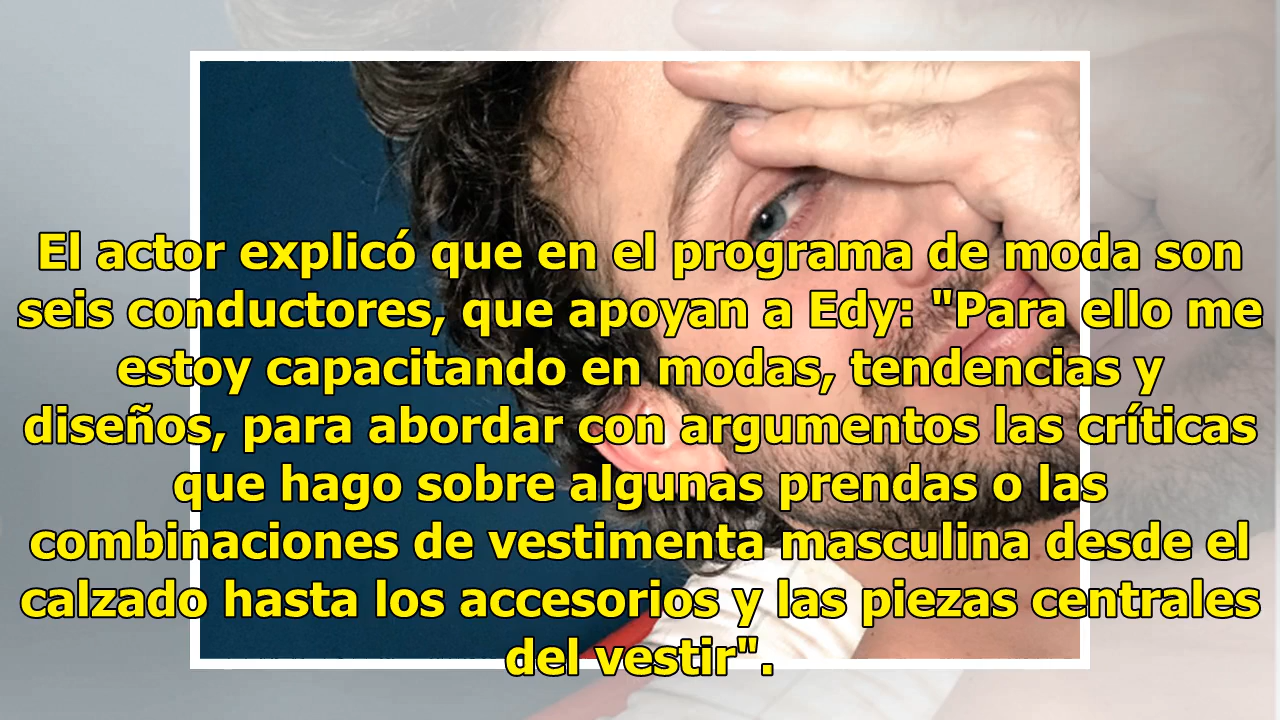 El actor explicó que en el programa de moda son
seis conductores, que apoyan a Edy: "Para ello me
estoy capacitando en modas, tendencias y
diseños, para abordar con argumentos las críticas
que hago sobre algunas prendas o las
combinaciones de vestimenta masculina desde el
calzado hasta los accesorios y las piezas centrales
del vestir".